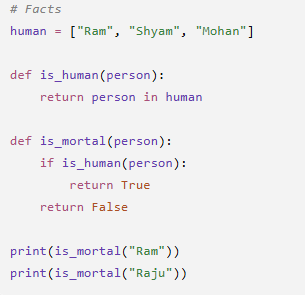 # Facts
human = ["Ram", "Shyam", "Mohan"]

def is_human(person):
    return person in human

def is_mortal(person):
    if is_human(person):
        return True
    return False

print(is_mortal("Ram"))
print(is_mortal("Raju"))